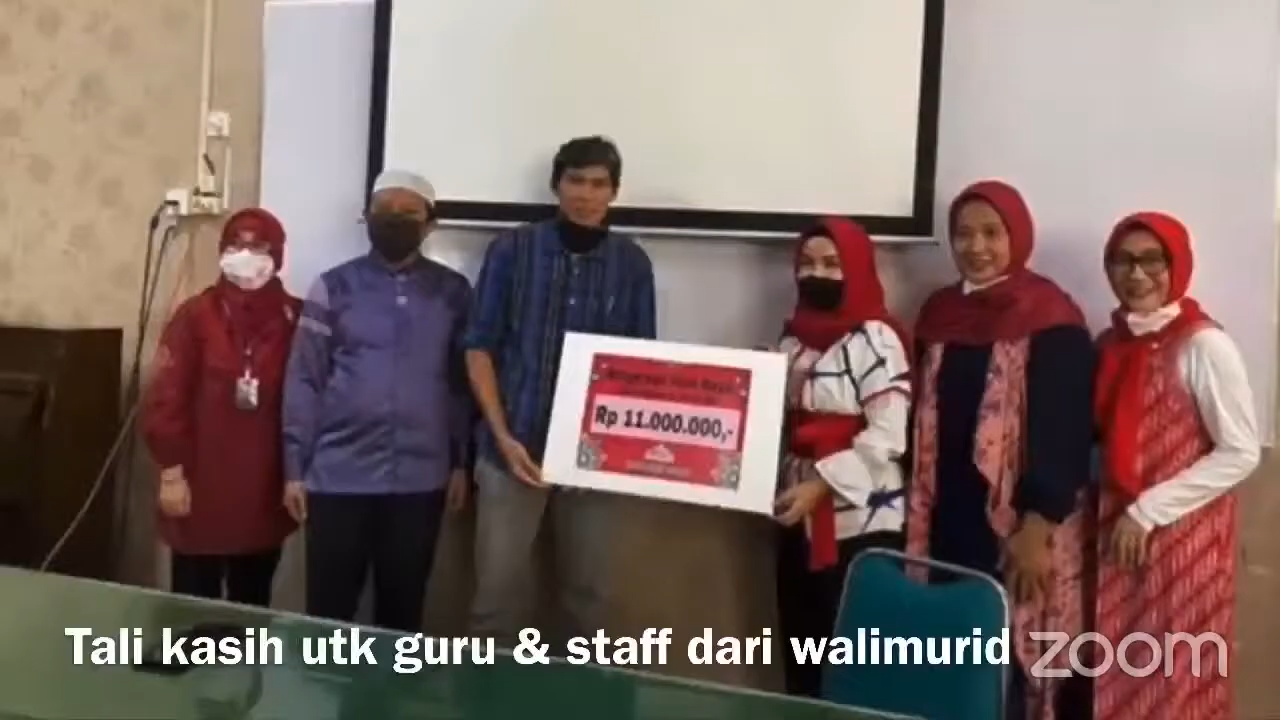 Rp 11.000.000,-
Tali kasih utk guru & staff dari walimurid
zoom